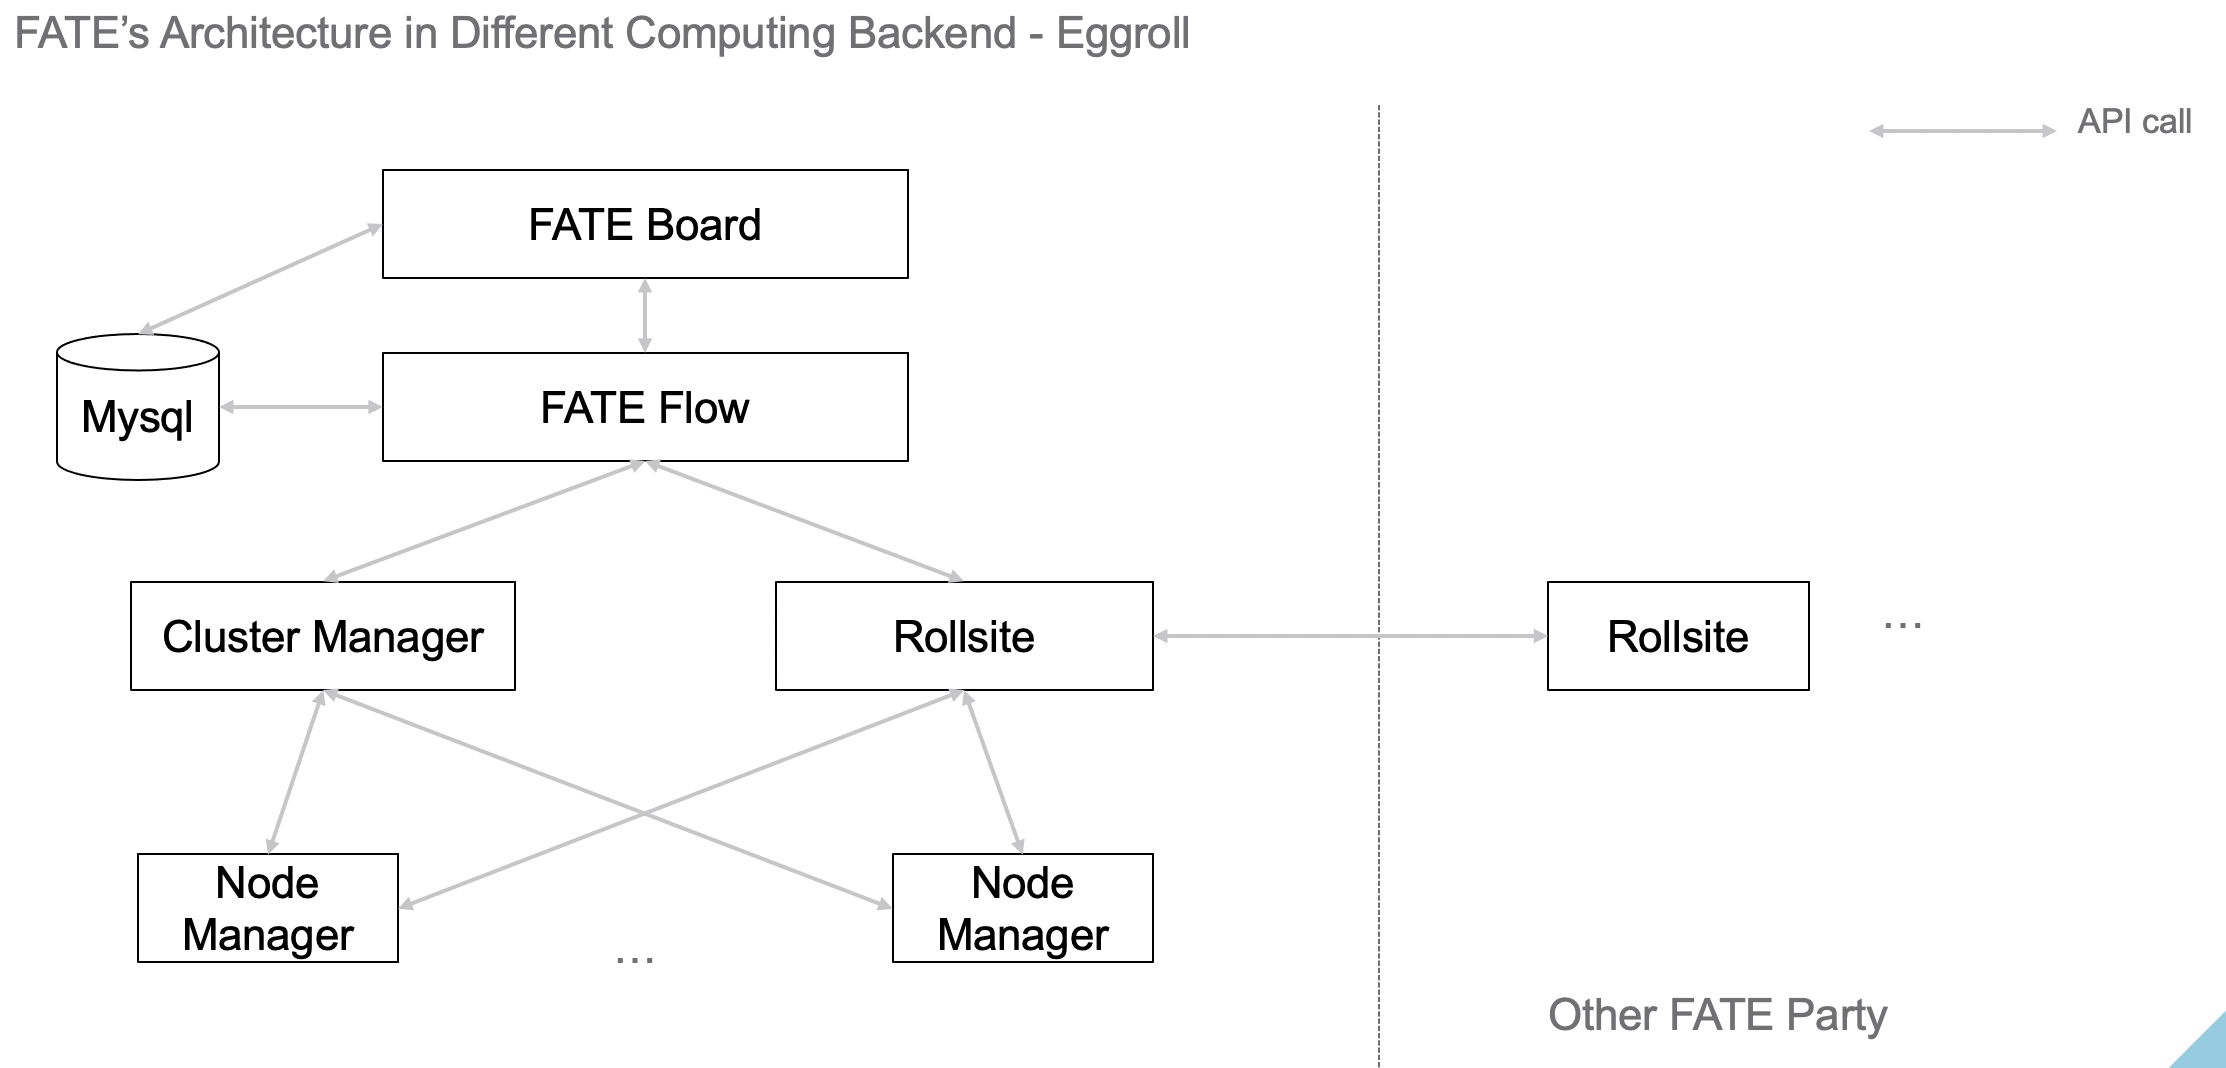 FATE’s Architecture in Different Computing Backend - Eggroll
API call
FATE Board
Mysql
FATE Flow
Cluster Manager
Rollsite
Rollsite
...
Node
Manager
...
Node
Manager
Other FATE Party